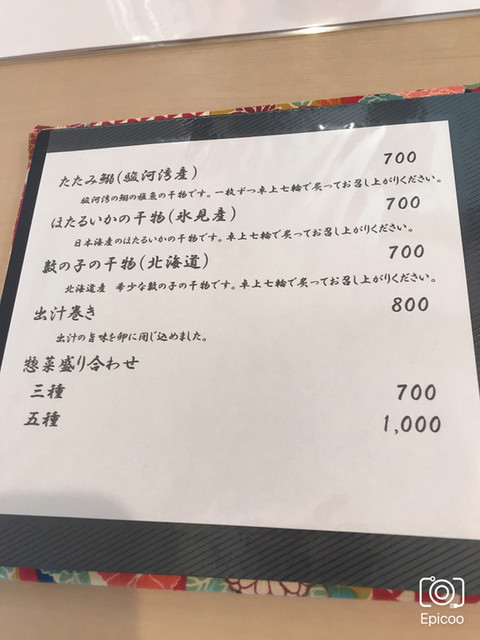 たたみ鰯(駿河湾産) 700
駿河湾の鰯の稚魚の干物です。一枚ずつ卓上七輪で炙ってお召し上がりください。
ほたるいかの干物(氷見産) 700
日本海産のほたるいかの干物です。卓上七輪で炙ってお召し上がりください。
数の子の干物(北海道) 700
北海道産 希少な数の子の干物です。卓上七輪で炙ってお召し上がりください。
出汁巻き 800
出汁の旨味を卵に閉じ込めました。
惣菜盛り合わせ
三種 700
五種 1,000
Epicoo